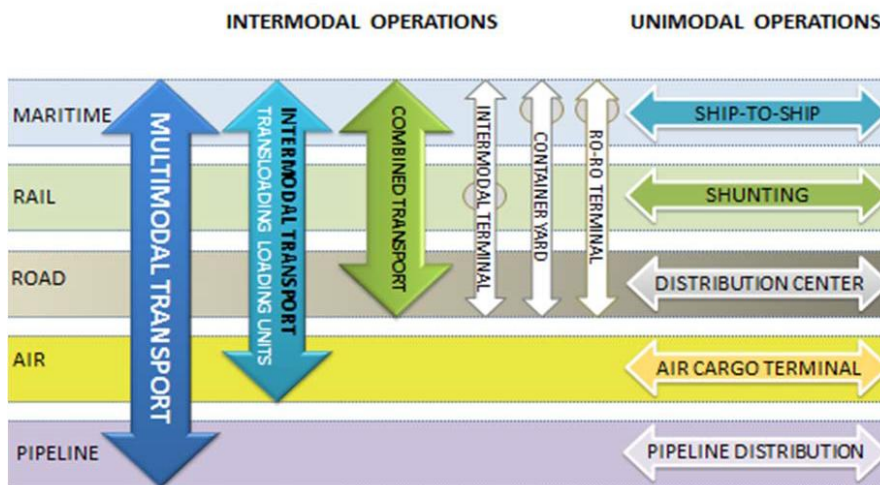 INTERMODAL OPERATIONS
UNIMODAL OPERATIONS
MARITIME
RAIL
ROAD
AIR
PIPELINE
MULTIMODAL TRANSPORT
INTERMODAL TRANSPORT
TRANSLOADING LOADING UNITS
COMBINED TRANSPORT
INTERMODAL TERMINAL
CONTAINER YARD
RO-RO TERMINAL
SHIP-TO-SHIP
SHUNTING
DISTRIBUTION CENTER
AIR CARGO TERMINAL
PIPELINE DISTRIBUTION